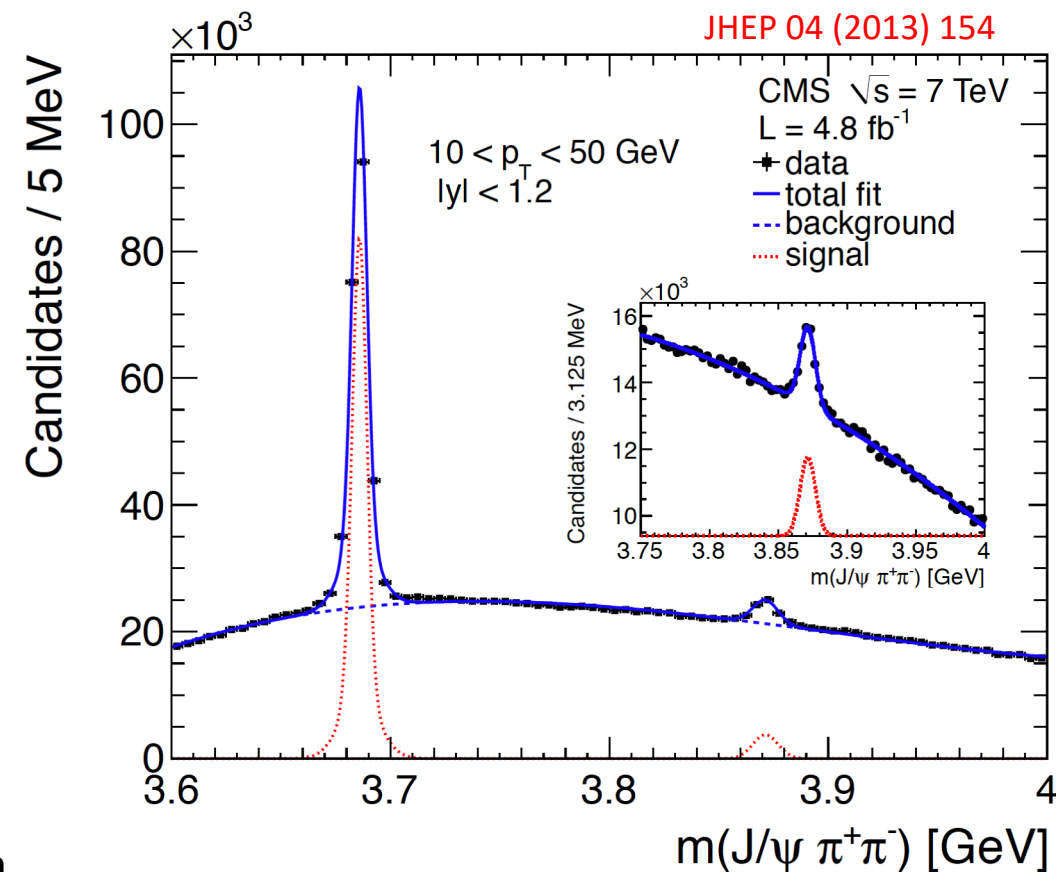 JHEP 04 (2013) 154
×10³
Candidates / 5 MeV
100
80
60
40
20
0
3.6 3.7 3.8 3.9 4
m(J/ψ π⁺π⁻) [GeV]
10 < p_T < 50 GeV
|y| < 1.2
CMS √s = 7 TeV
L = 4.8 fb⁻¹
data
total fit
background
signal
×10³
Candidates / 3.125 MeV
16
14
12
10
3.75 3.8 3.85 3.9 3.95 4
m(J/ψ π⁺π⁻) [GeV]